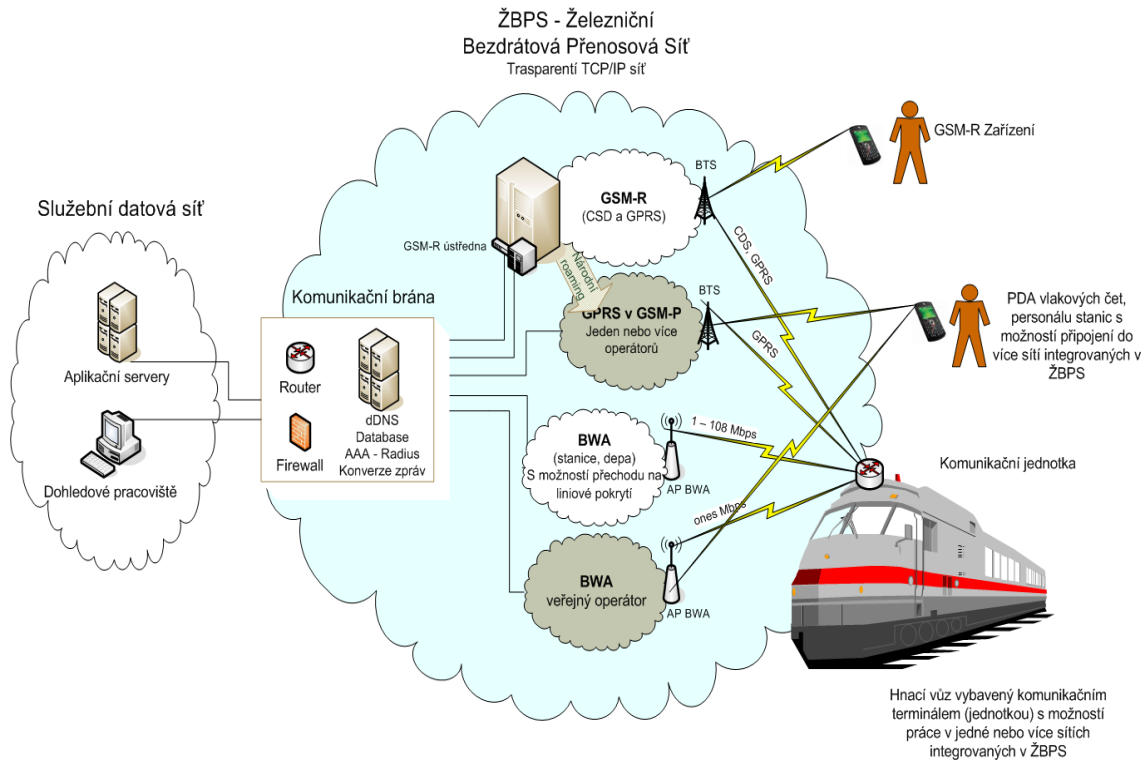 ŽBPS - Železniční
Bezdrátová Přenosová Síť
Trasparentí TCP/IP síť
Služební datová síť
Aplikační servery
Dohledové pracoviště
Komunikační brána
Router
Firewall
dDNS
Database
AAA - Radius
Konverze zpráv
GSM-R ústředna
Národní
roaming
GSM-R
(CSD a GPRS)
BTS
GPRS v GSM-P
Jeden nebo více
operátorů
BTS
BWA
(stanice, depa)
S možností přechodu na
liniové pokrytí
AP BWA
BWA
veřejný operátor
AP BWA
CDS, GPRS
GPRS
1 – 108 Mbps
ones Mbps
GSM-R Zařízení
PDA vlakových čet,
personálu stanic s
možností připojení do
více sítí integrovaných v
ŽBPS
Komunikační jednotka
Hnací vůz vybavený komunikačním
terminálem (jednotkou) s možností
práce v jedné nebo více sítích
integrovaných v ŽBPS